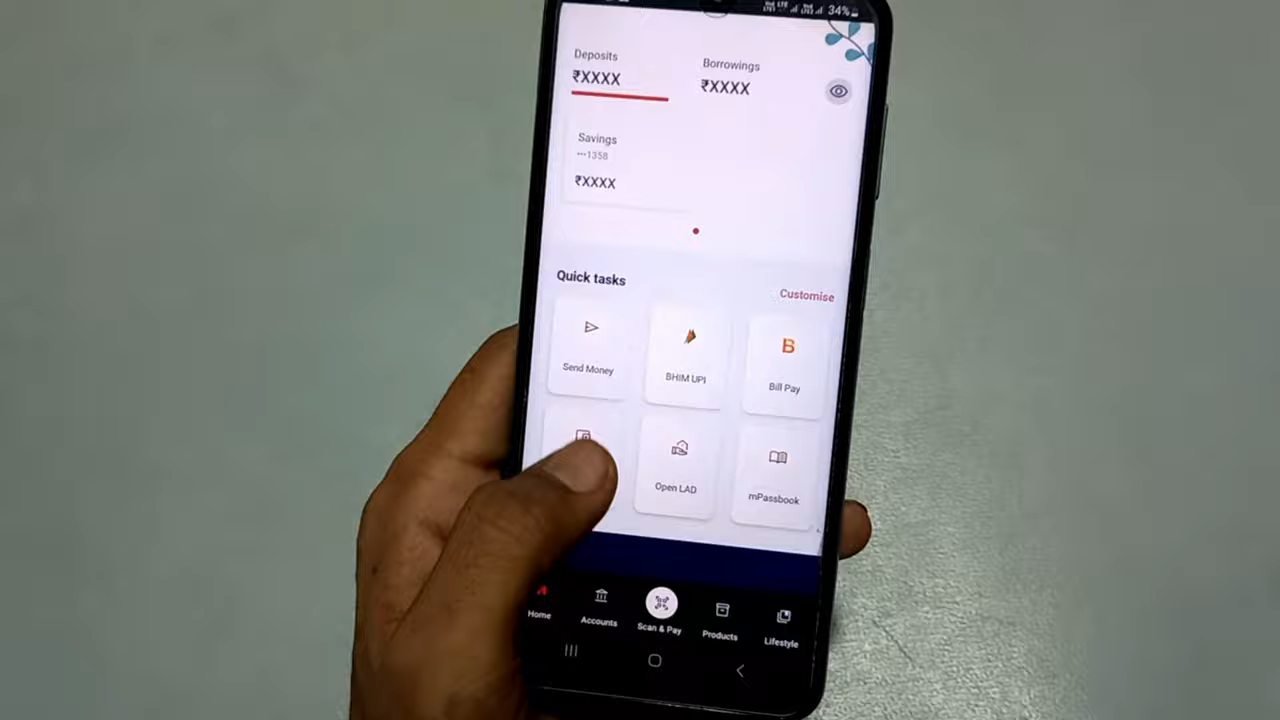 34%
Deposits
₹XXXX
Borrowings
₹XXXX
Savings
···1358
₹XXXX
Quick tasks
Customise
Send Money
BHIM UPI
B
Bill Pay
Open LAD
mPassbook
Home
Accounts
Scan & Pay
Products
Lifestyle